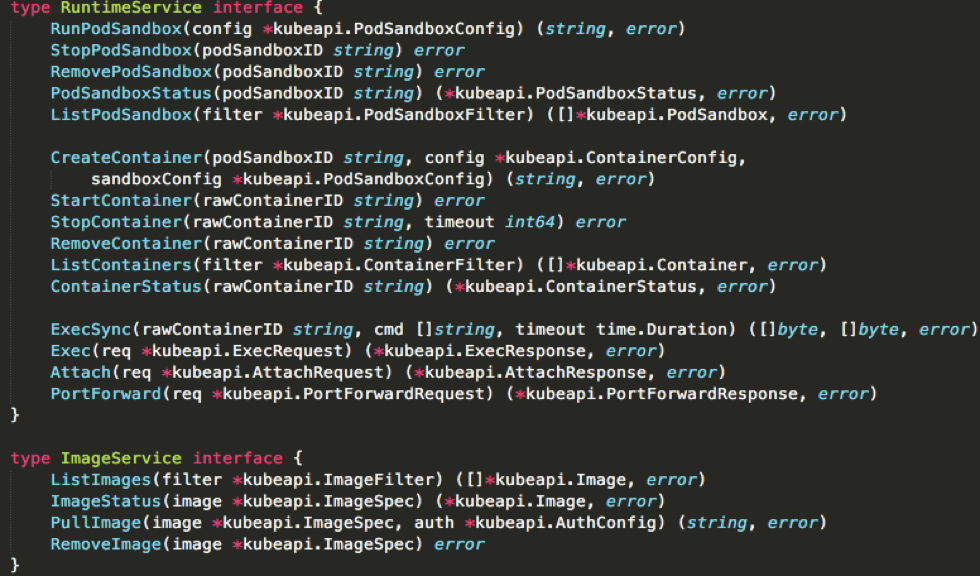 type RuntimeService interface {
    RunPodSandbox(config *kubeapi.PodSandboxConfig) (string, error)
    StopPodSandbox(podSandboxID string) error
    RemovePodSandbox(podSandboxID string) error
    PodSandboxStatus(podSandboxID string) (*kubeapi.PodSandboxStatus, error)
    ListPodSandbox(filter *kubeapi.PodSandboxFilter) ([]*kubeapi.PodSandbox, error)

    CreateContainer(podSandboxID string, config *kubeapi.ContainerConfig,
        sandboxConfig *kubeapi.PodSandboxConfig) (string, error)
    StartContainer(rawContainerID string) error
    StopContainer(rawContainerID string, timeout int64) error
    RemoveContainer(rawContainerID string) error
    ListContainers(filter *kubeapi.ContainerFilter) ([]*kubeapi.Container, error)
    ContainerStatus(rawContainerID string) (*kubeapi.ContainerStatus, error)

    ExecSync(rawContainerID string, cmd []string, timeout time.Duration) ([]byte, []byte, error)
    Exec(req *kubeapi.ExecRequest) (*kubeapi.ExecResponse, error)
    Attach(req *kubeapi.AttachRequest) (*kubeapi.AttachResponse, error)
    PortForward(req *kubeapi.PortForwardRequest) (*kubeapi.PortForwardResponse, error)
}

type ImageService interface {
    ListImages(filter *kubeapi.ImageFilter) ([]*kubeapi.Image, error)
    ImageStatus(image *kubeapi.ImageSpec) (*kubeapi.Image, error)
    PullImage(image *kubeapi.ImageSpec, auth *kubeapi.AuthConfig) (string, error)
    RemoveImage(image *kubeapi.ImageSpec) error
}